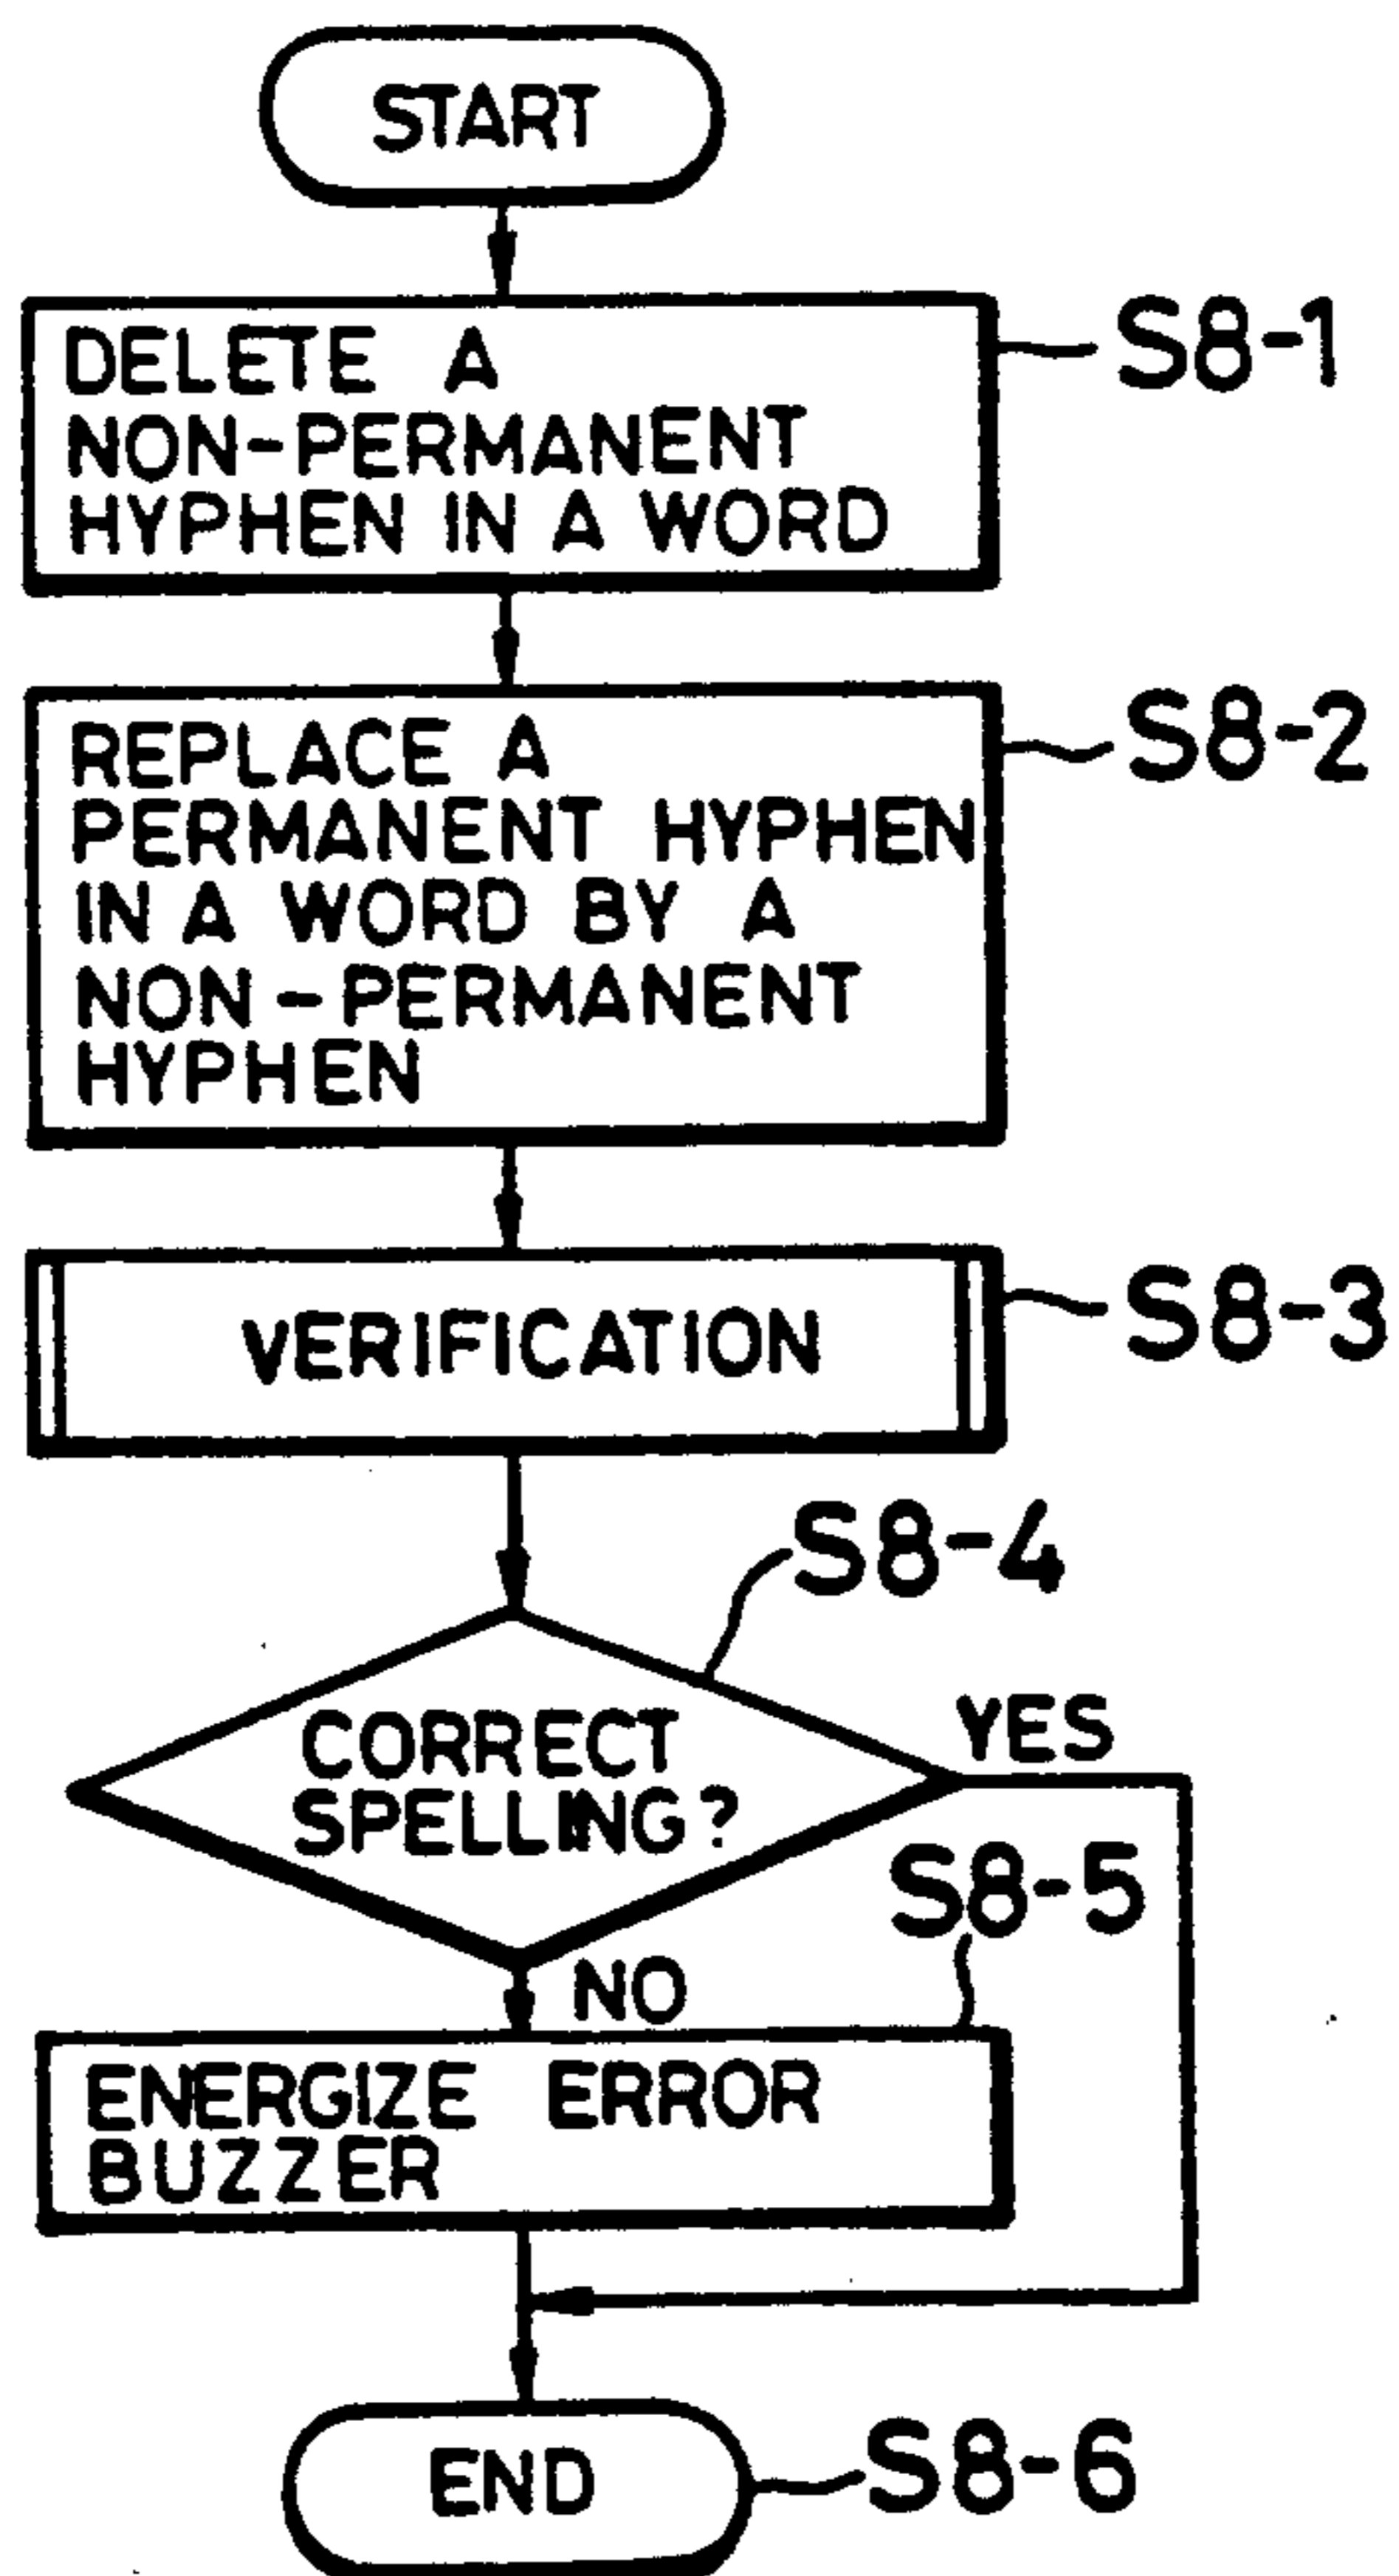 START
DELETE A
NON-PERMANENT
HYPHEN IN A WORD
S8-1
REPLACE A
PERMANENT HYPHEN
IN A WORD BY A
NON-PERMANENT
HYPHEN
S8-2
VERIFICATION
S8-3
S8-4
CORRECT
SPELLING?
YES
S8-5
NO
ENERGIZE ERROR
BUZZER
END
S8-6